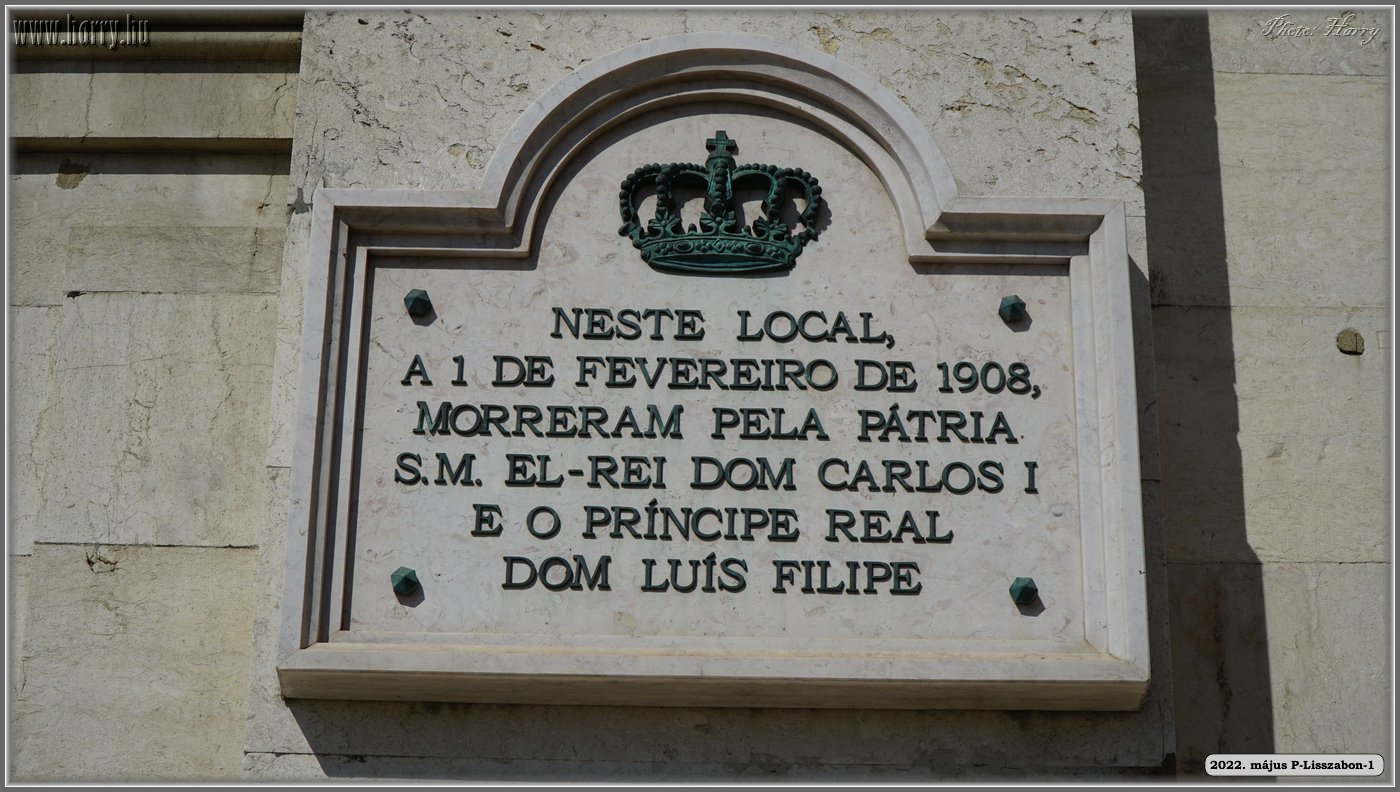 www.horry.hu
Photo: Harry
NESTE LOCAL,
A 1 DE FEVEREIRO DE 1908,
MORRERAM PELA PÁTRIA
S.M. EL-REI DOM CARLOS I
E O PRÍNCIPE REAL
DOM LUÍS FILIPE
2022. május P-Lisszabon-1